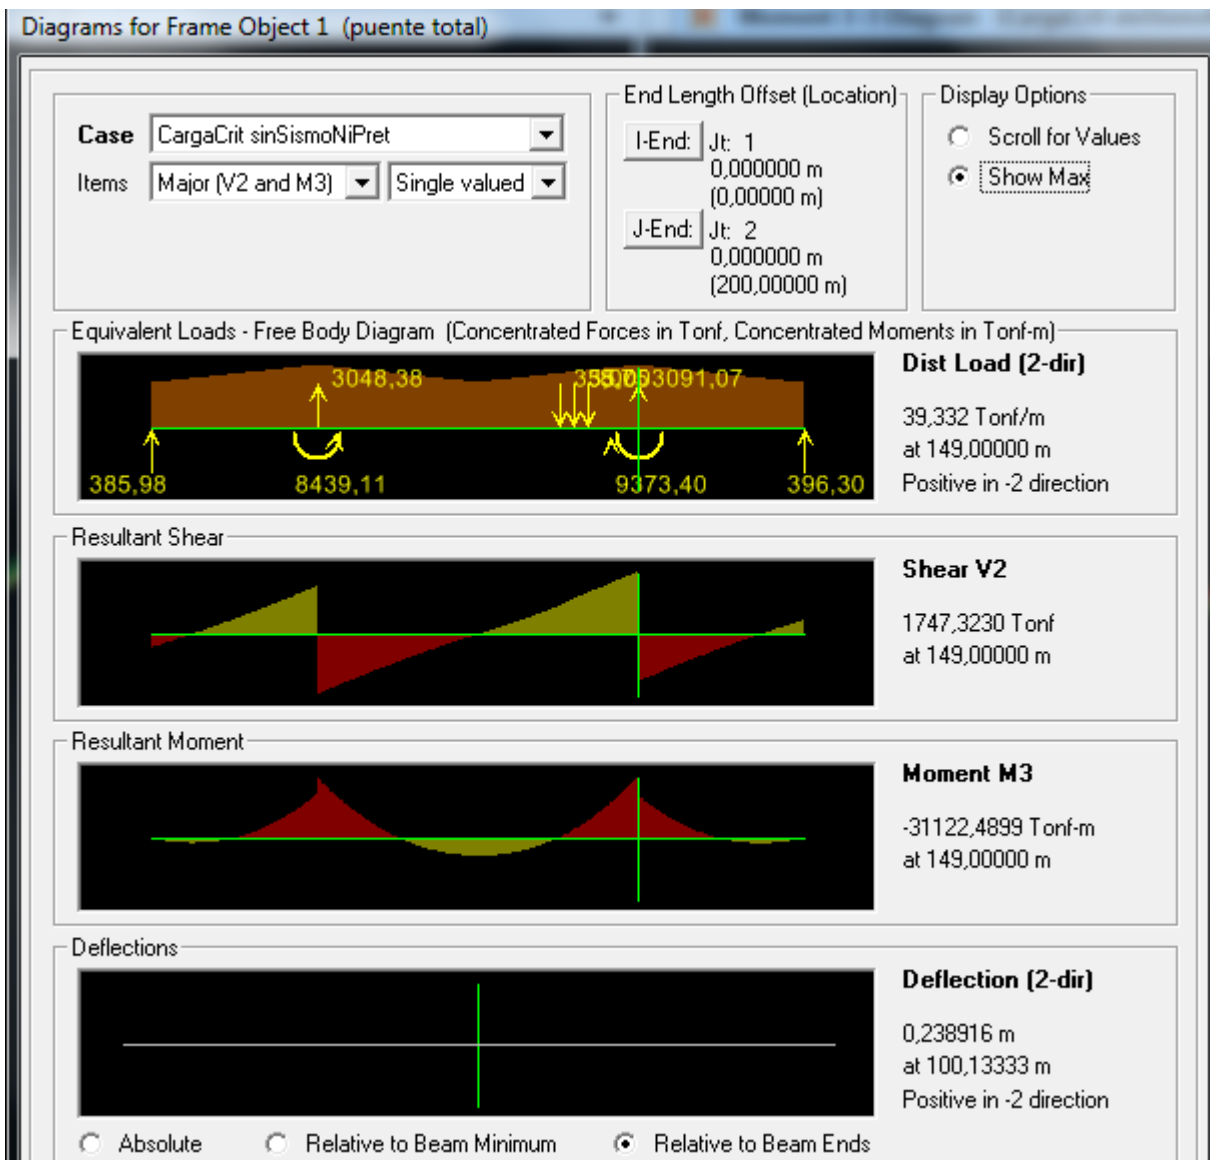 Diagrams for Frame Object 1 (puente total)
Case CargaCrit sinSismoNiPret
Items Major (V2 and M3) Single valued
End Length Offset (Location)
I-End: Jt: 1
0,000000 m
(0,00000 m)
J-End: Jt: 2
0,000000 m
(200,00000 m)
Display Options
Scroll for Values
Show Max
Equivalent Loads - Free Body Diagram (Concentrated Forces in Tonf, Concentrated Moments in Tonf-m)
3048,38 3091,07
385,98 8439,11 9373,40 396,30
Dist Load (2-dir)
39,332 Tonf/m
at 149,00000 m
Positive in -2 direction
Resultant Shear
Shear V2
1747,3230 Tonf
at 149,00000 m
Resultant Moment
Moment M3
-31122,4899 Tonf-m
at 149,00000 m
Deflections
Deflection (2-dir)
0,238916 m
at 100,13333 m
Positive in -2 direction
Absolute Relative to Beam Minimum Relative to Beam Ends